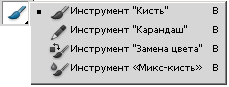 Инструмент "Кисть" B
Инструмент "Карандаш" B
Инструмент "Замена цвета" B
Инструмент «Микс-кисть» B